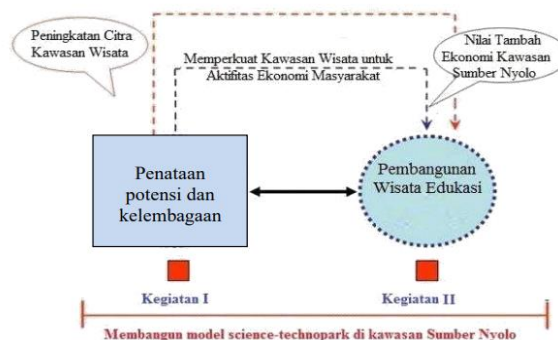 Peningkatan Citra
Kawasan Wisata
Memperkuat Kawasan Wisata untuk
Aktifitas Ekonomi Masyarakat
Nilai Tambah
Ekonomi Kawasan
Sumber Nyolo
Penataan
potensi dan
kelembagaan
Pembangunan
Wisata Edukasi
Kegiatan I
Kegiatan II
Membangun model science-technopark di kawasan Sumber Nyolo